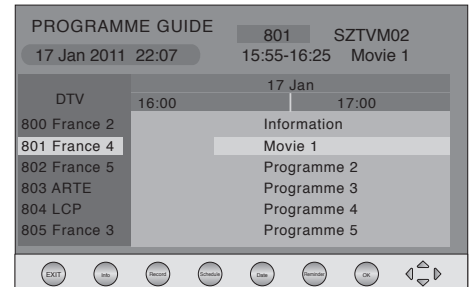 PROGRAMME GUIDE 801 SZTVM02
17 Jan 2011 22:07 15:55-16:25 Movie 1
17 Jan
DTV 16:00 17:00
800 France 2 Information
801 France 4 Movie 1
802 France 5 Programme 2
803 ARTE Programme 3
804 LCP Programme 4
805 France 3 Programme 5
EXIT Info Record Schedule Date Reminder OK